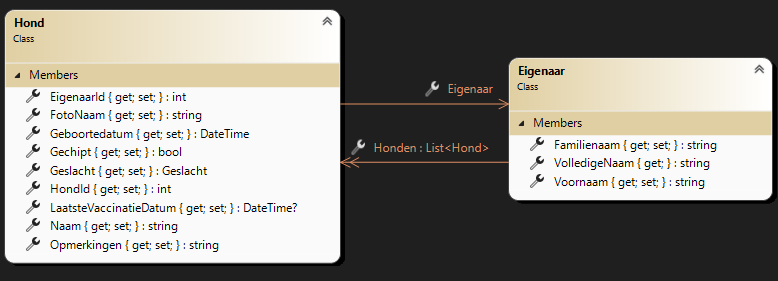 Hond
Class
Members
EigenaarId { get; set; } : int
FotoNaam { get; set; } : string
Geboortedatum { get; set; } : DateTime
Gechipt { get; set; } : bool
Geslacht { get; set; } : Geslacht
HondId { get; set; } : int
LaatsteVaccinatieDatum { get; set; } : DateTime?
Naam { get; set; } : string
Opmerkingen { get; set; } : string
Eigenaar
Honden : List<Hond>
Eigenaar
Class
Members
Familienaam { get; set; } : string
VolledigeNaam { get; set; } : string
Voornaam { get; set; } : string